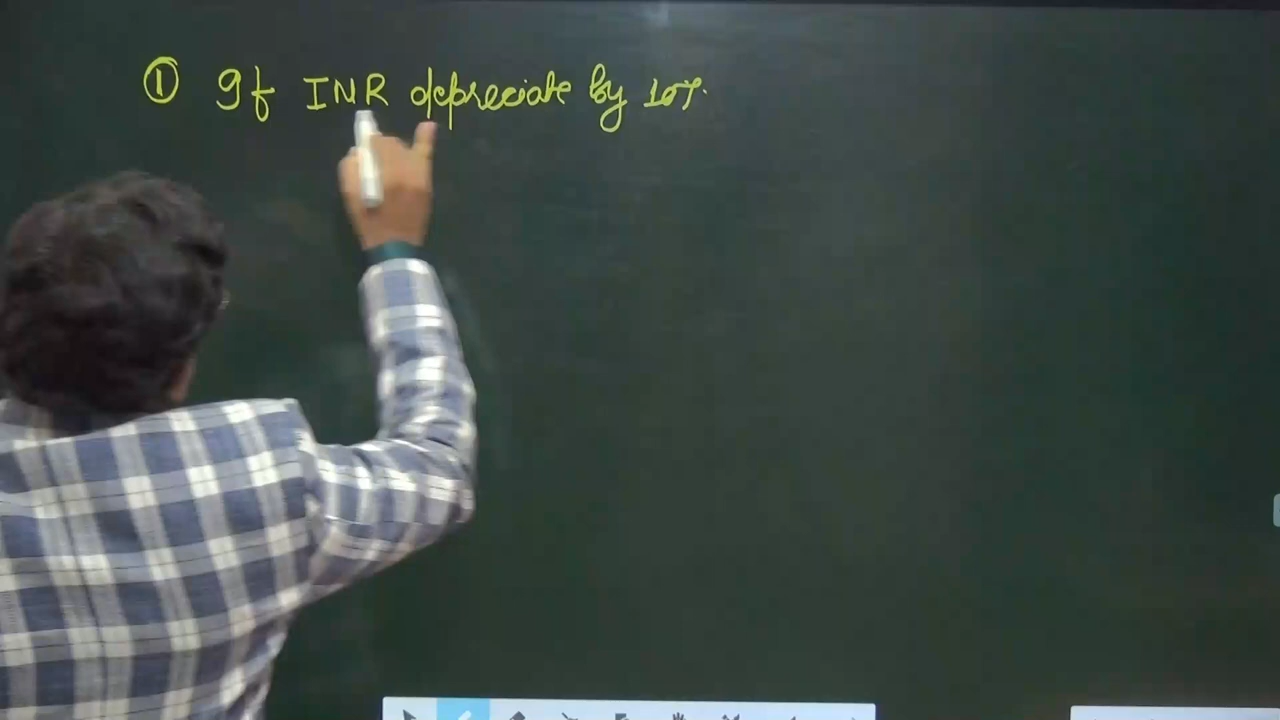 ① If INR depreciate by 10%.